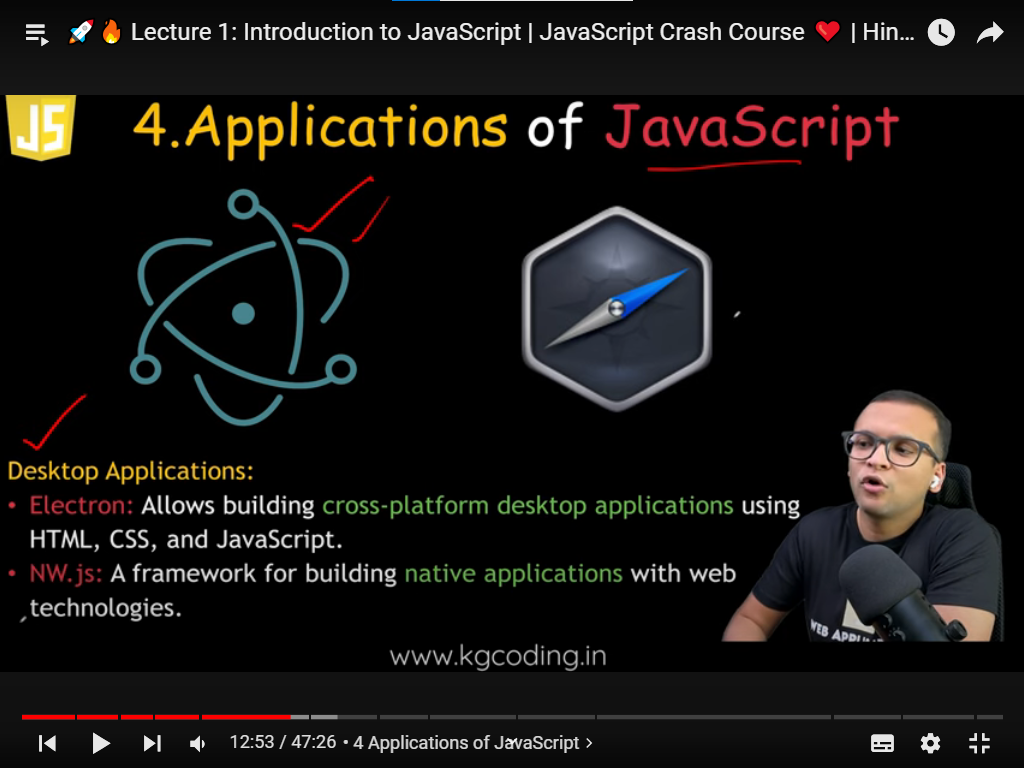 🚀🔥 Lecture 1: Introduction to JavaScript | JavaScript Crash Course ❤️ | Hin...
JS
4.Applications of JavaScript
Desktop Applications:
• Electron: Allows building cross-platform desktop applications using
HTML, CSS, and JavaScript.
• NW.js: A framework for building native applications with web
technologies.
WEB
www.kgcoding.in
12:53 / 47:26 • 4 Applications of JavaScript >